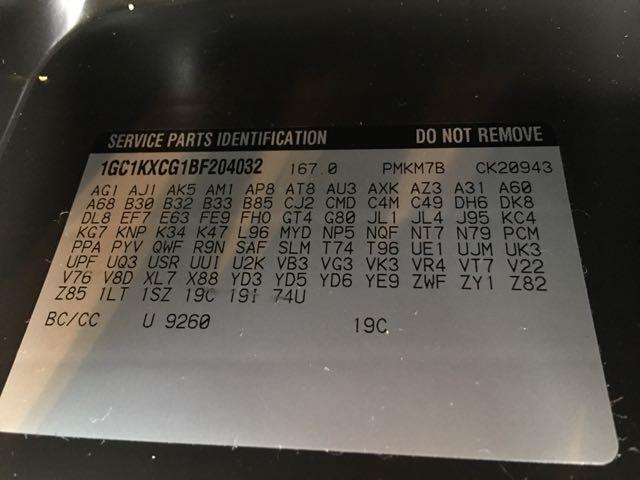 SERVICE PARTS IDENTIFICATION DO NOT REMOVE
1GC1KXCG1BF204032 167.0 PMKM7B CK20943
AG1 AJ1 AK5 AM1 AP8 AT8 AU3 AXK AZ3 A31 A60
A68 B30 B32 B33 B85 CJ2 CMD C4M C49 DH6 DK8
DL8 EF7 E63 FE9 FHO GT4 G80 JL1 JL4 J95 KC4
KG7 KNP K34 K47 L96 MYD NP5 NQF NT7 N79 PCM
PPA PYV QWF R9N SAF SLM T74 T96 UE1 UJM UK3
UPF UQ3 USR UUI U2K VB3 VG3 VK3 VR4 VT7 V22
V76 V8D XL7 X88 YD3 YD5 YD6 YE9 ZWF ZY1 Z82
Z85 1LT 1SZ 19C 19I 74U
BC/CC U 9260 19C